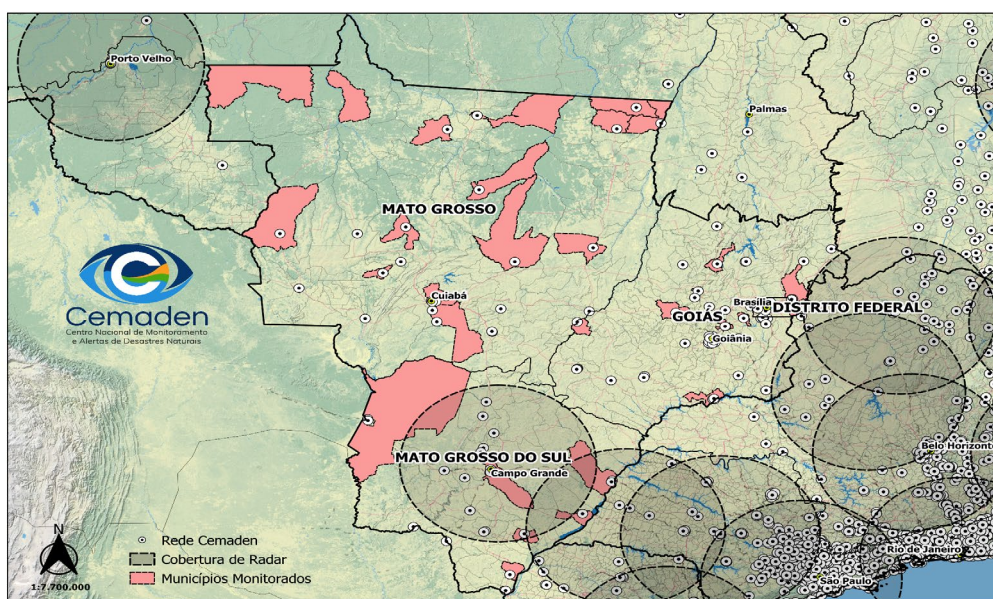 Porto Velho
Palmas
MATO GROSSO
Cemaden
Centro Nacional de Monitoramento
e Alertas de Desastres Naturais
Cuiabá
Brasília
DISTRITO FEDERAL
GOIÁS
Goiânia
Belo Horizonte
MATO GROSSO DO SUL
Campo Grande
N
1:7.700.000
Rede Cemaden
Cobertura de Radar
Municípios Monitorados
Rio de Janeiro
São Paulo